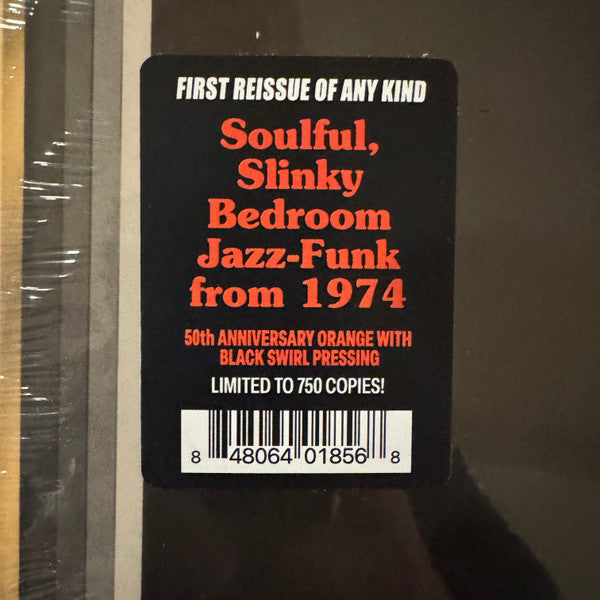 FIRST REISSUE OF ANY KIND
Soulful,
Slinky
Bedroom
Jazz-Funk
from 1974
50th ANNIVERSARY ORANGE WITH
BLACK SWIRL PRESSING
LIMITED TO 750 COPIES!
8 48064 01856 8